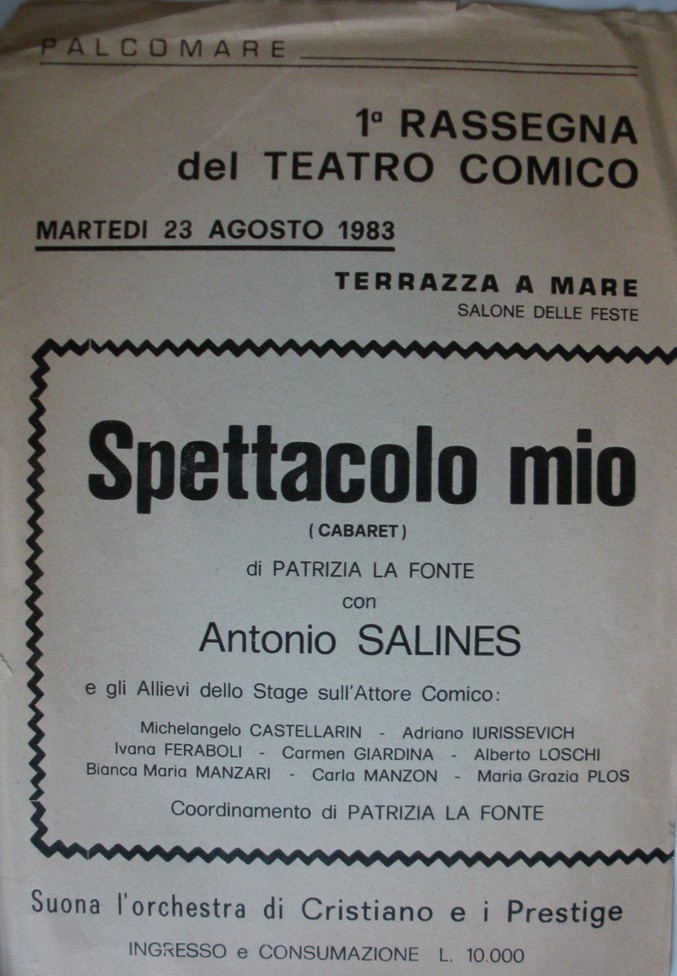 PALCOMARE
1ª RASSEGNA
del TEATRO COMICO
MARTEDI 23 AGOSTO 1983
TERRAZZA A MARE
SALONE DELLE FESTE
Spettacolo mio
(CABARET)
di PATRIZIA LA FONTE
con
Antonio SALINES
e gli Allievi dello Stage sull'Attore Comico:
Michelangelo CASTELLARIN - Adriano IURISSEVICH
Ivana FERABOLI - Carmen GIARDINA - Alberto LOSCHI
Bianca Maria MANZARI - Carla MANZON - Maria Grazia PLOS
Coordinamento di PATRIZIA LA FONTE
Suona l'orchestra di Cristiano e i Prestige
INGRESSO e CONSUMAZIONE L. 10.000